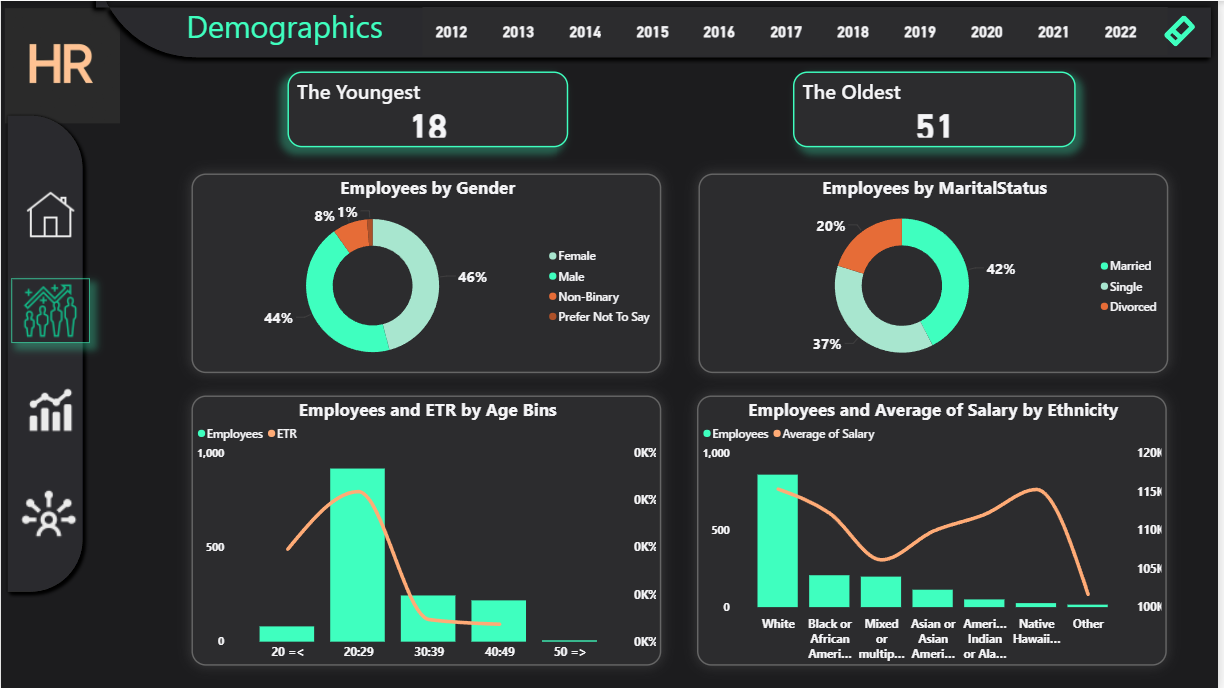 HR
Demographics
2012 2013 2014 2015 2016 2017 2018 2019 2020 2021 2022
The Youngest
18
The Oldest
51
Employees by Gender
8% 1%
46%
44%
Female
Male
Non-Binary
Prefer Not To Say
Employees by MaritalStatus
20%
42%
37%
Married
Single
Divorced
Employees and ETR by Age Bins
Employees ETR
1,000
500
0
0K%
0K%
0K%
0K%
0K%
20 =< 20:29 30:39 40:49 50 =>
Employees and Average of Salary by Ethnicity
Employees Average of Salary
1,000
500
0
120K
115K
110K
105K
100K
White Black or Mixed Asian or Ameri... Native Other
African or Asian Indian Hawaii...
Ameri... multip... Ameri... or Ala...